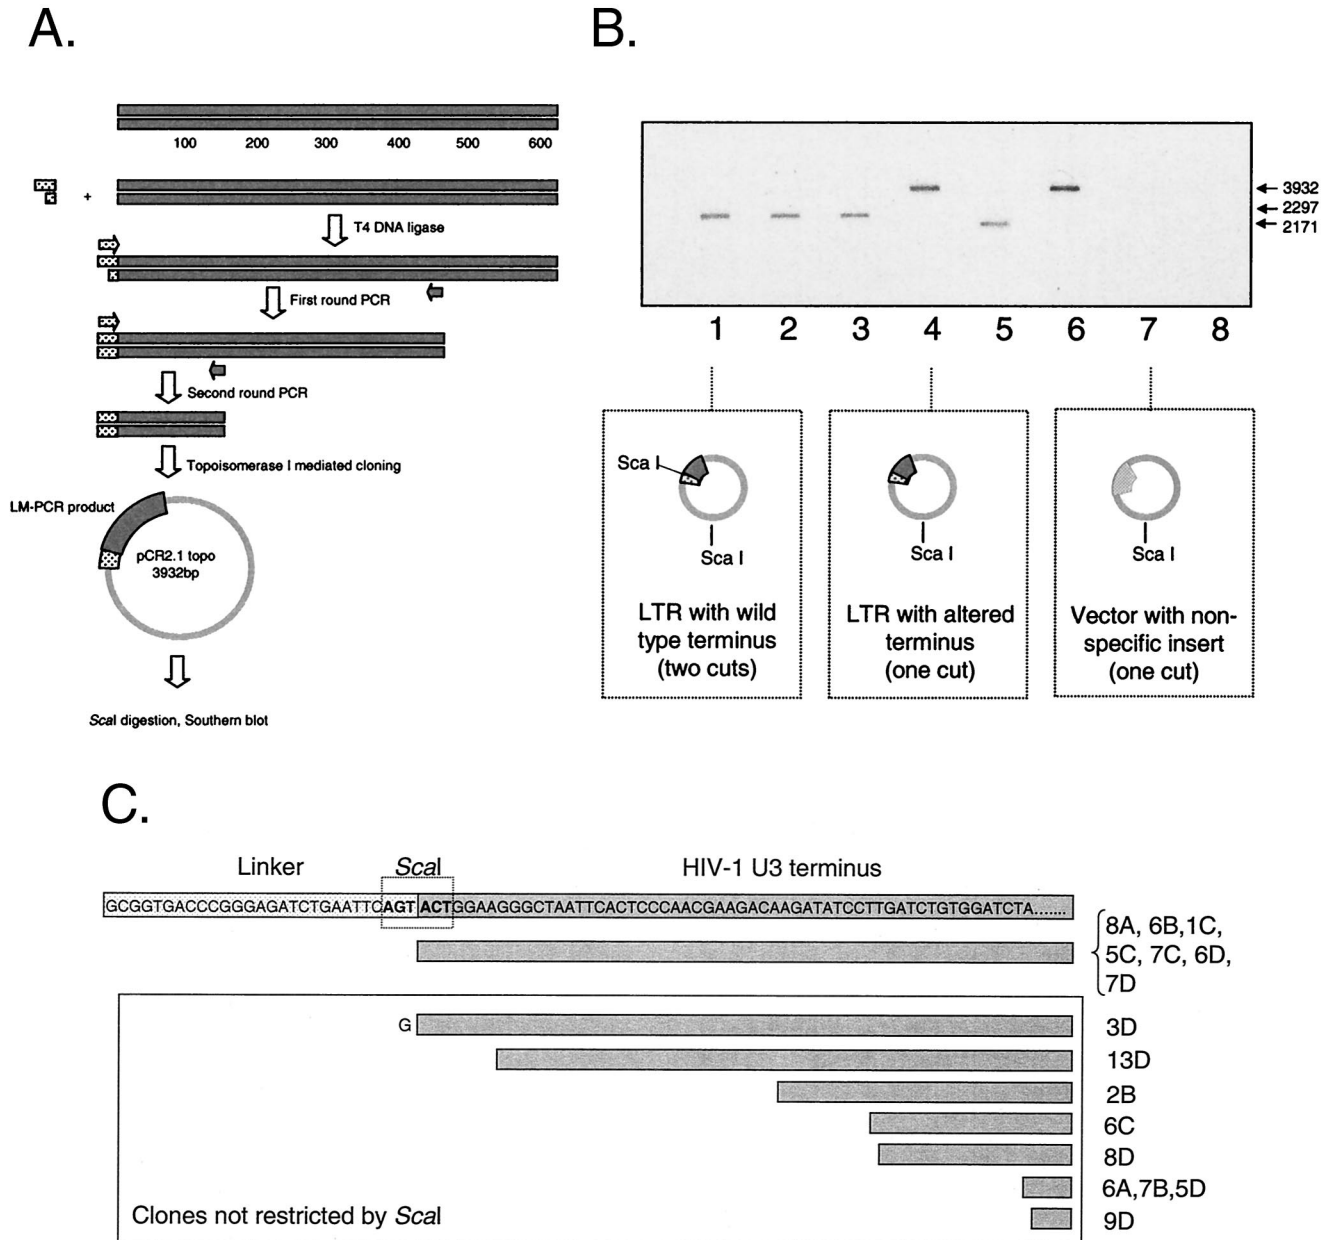 A.
100 200 300 400 500 600
+
T4 DNA ligase
First round PCR
Second round PCR
Topoisomerase I mediated cloning
LM-PCR product
pCR2.1 topo
3932bp
ScaI digestion, Southern blot
B.
3932
2297
2171
1 2 3 4 5 6 7 8
Sca I
Sca I
LTR with wild
type terminus
(two cuts)
Sca I
LTR with altered
terminus
(one cut)
Sca I
Vector with non-
specific insert
(one cut)
C.
Linker ScaI HIV-1 U3 terminus
GCGGTGACCCGGGAGATCTGAATTCAGTACTGGAAGGGCTAATTCACTCCCAACGAAGACAAGATATCCTTGATCTGTGGATCTA.......
8A, 6B,1C,
5C, 7C, 6D,
7D
G 3D
13D
2B
6C
8D
6A,7B,5D
9D
Clones not restricted by ScaI